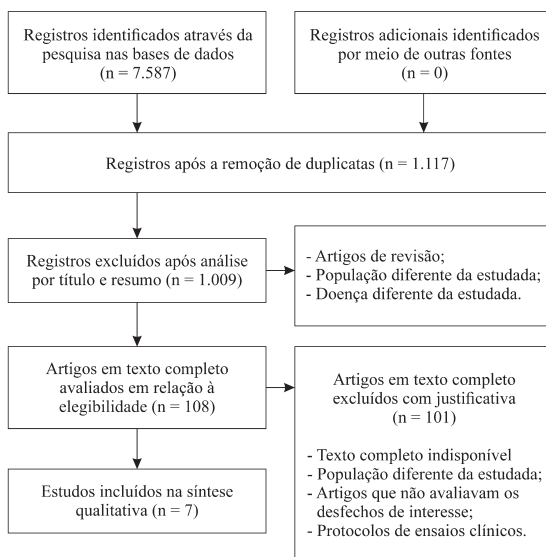 Registros identificados através da
pesquisa nas bases de dados
(n = 7.587)
Registros adicionais identificados
por meio de outras fontes
(n = 0)
Registros após a remoção de duplicatas (n = 1.117)
Registros excluídos após análise
por título e resumo (n = 1.009)
- Artigos de revisão;
- População diferente da estudada;
- Doença diferente da estudada.
Artigos em texto completo
avaliados em relação à
elegibilidade (n = 108)
Artigos em texto completo
excluídos com justificativa
(n = 101)
- Texto completo indisponível
- População diferente da estudada;
- Artigos que não avaliavam os
desfechos de interesse;
- Protocolos de ensaios clínicos.
Estudos incluídos na síntese
qualitativa (n = 7)